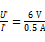 U/I = 6 V/0.5 A